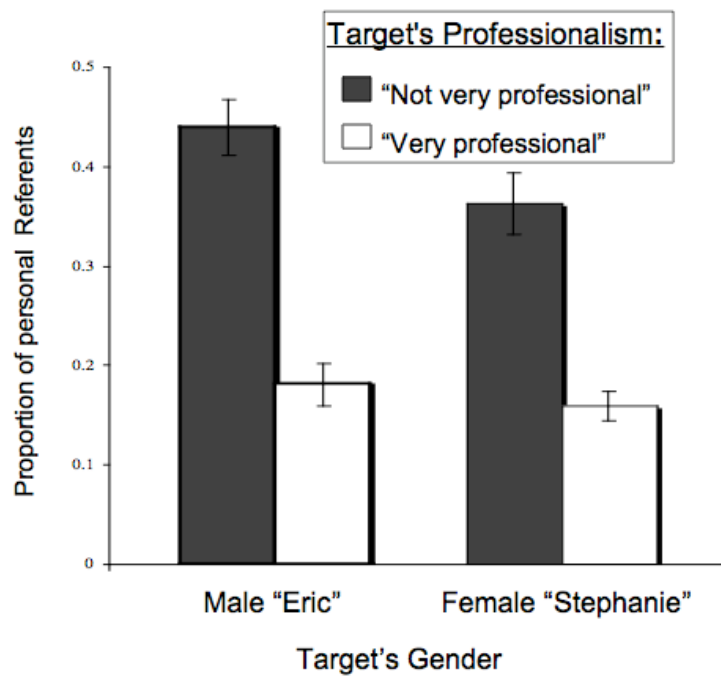 Target's Professionalism:
“Not very professional”
“Very professional”
Proportion of personal Referents
0.5
0.4
0.3
0.2
0.1
0
Male “Eric”
Female “Stephanie”
Target’s Gender